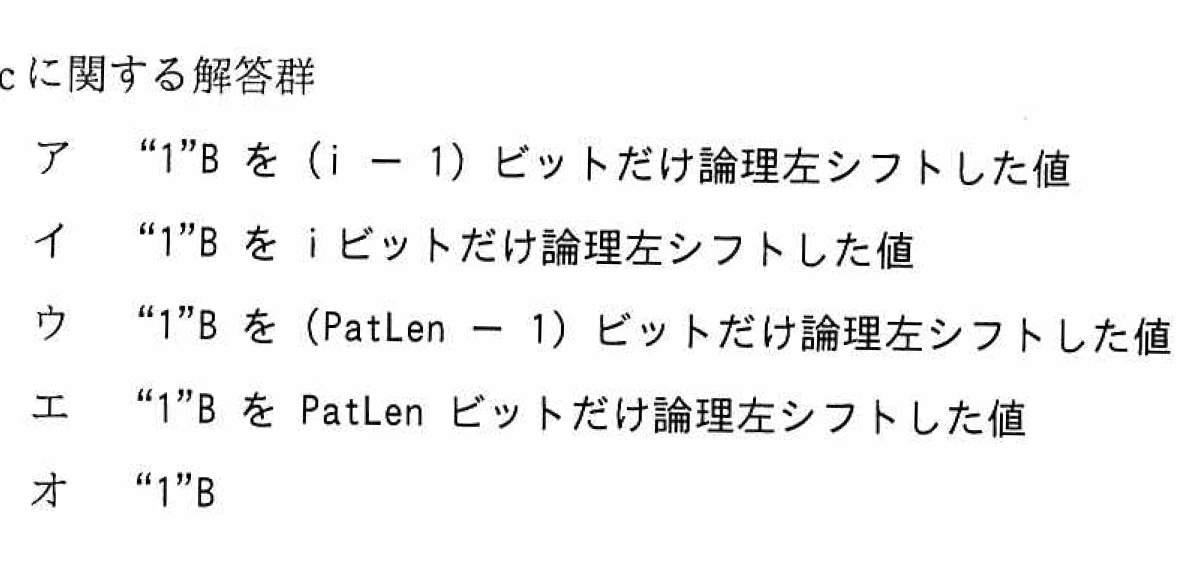 cに関する解答群
ア “1”B を (i － 1) ビットだけ論理左シフトした値
イ “1”B を i ビットだけ論理左シフトした値
ウ “1”B を (PatLen － 1) ビットだけ論理左シフトした値
エ “1”B を PatLen ビットだけ論理左シフトした値
オ “1”B